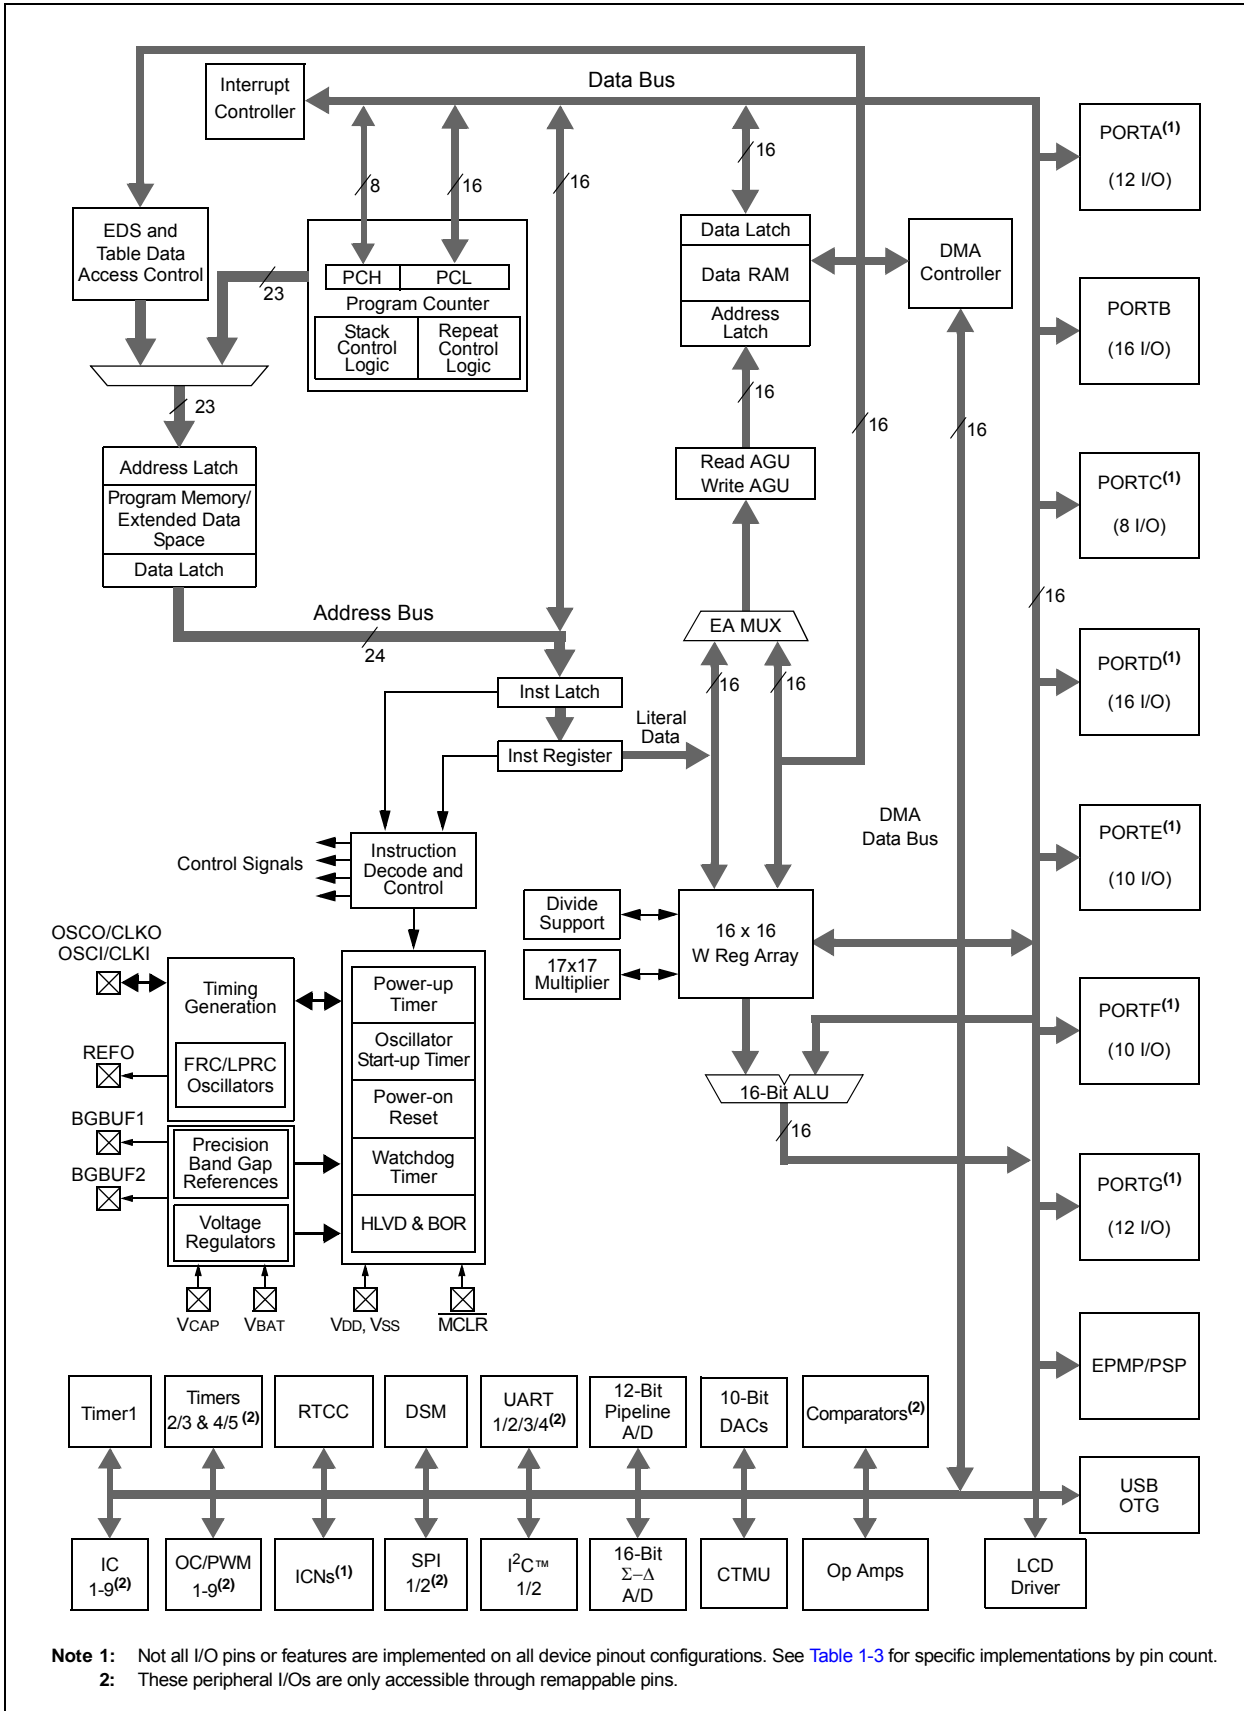 Data Bus
Interrupt
Controller
8
16
16
16
PORTA(1)
(12 I/O)
EDS and
Table Data
Access Control
23
PCH
PCL
Program Counter
Stack
Control
Logic
Repeat
Control
Logic
Data Latch
Data RAM
Address
Latch
DMA
Controller
PORTB
(16 I/O)
23
16
16
16
Address Latch
Program Memory/
Extended Data
Space
Data Latch
Read AGU
Write AGU
PORTC(1)
(8 I/O)
16
Address Bus
24
EA MUX
16
16
PORTD(1)
(16 I/O)
Inst Latch
Inst Register
Literal
Data
DMA
Data Bus
PORTE(1)
(10 I/O)
Control Signals
Instruction
Decode and
Control
Divide
Support
17x17
Multiplier
16 x 16
W Reg Array
OSCO/CLKO
OSCI/CLKI
Timing
Generation
REFO
FRC/LPRC
Oscillators
BGBUF1
Precision
Band Gap
References
BGBUF2
Voltage
Regulators
Power-up
Timer
Oscillator
Start-up Timer
Power-on
Reset
Watchdog
Timer
HLVD & BOR
16-Bit ALU
16
PORTF(1)
(10 I/O)
PORTG(1)
(12 I/O)
VCAP
VBAT
VDD, VSS
MCLR
EPMP/PSP
Timer1
Timers
2/3 & 4/5(2)
RTCC
DSM
UART
1/2/3/4(2)
12-Bit
Pipeline
A/D
10-Bit
DACs
Comparators(2)
USB
OTG
IC
1-9(2)
OC/PWM
1-9(2)
ICNs(1)
SPI
1/2(2)
I2C™
1/2
16-Bit
Σ–Δ
A/D
CTMU
Op Amps
LCD
Driver
Note 1: Not all I/O pins or features are implemented on all device pinout configurations. See Table 1-3 for specific implementations by pin count.
2: These peripheral I/Os are only accessible through remappable pins.